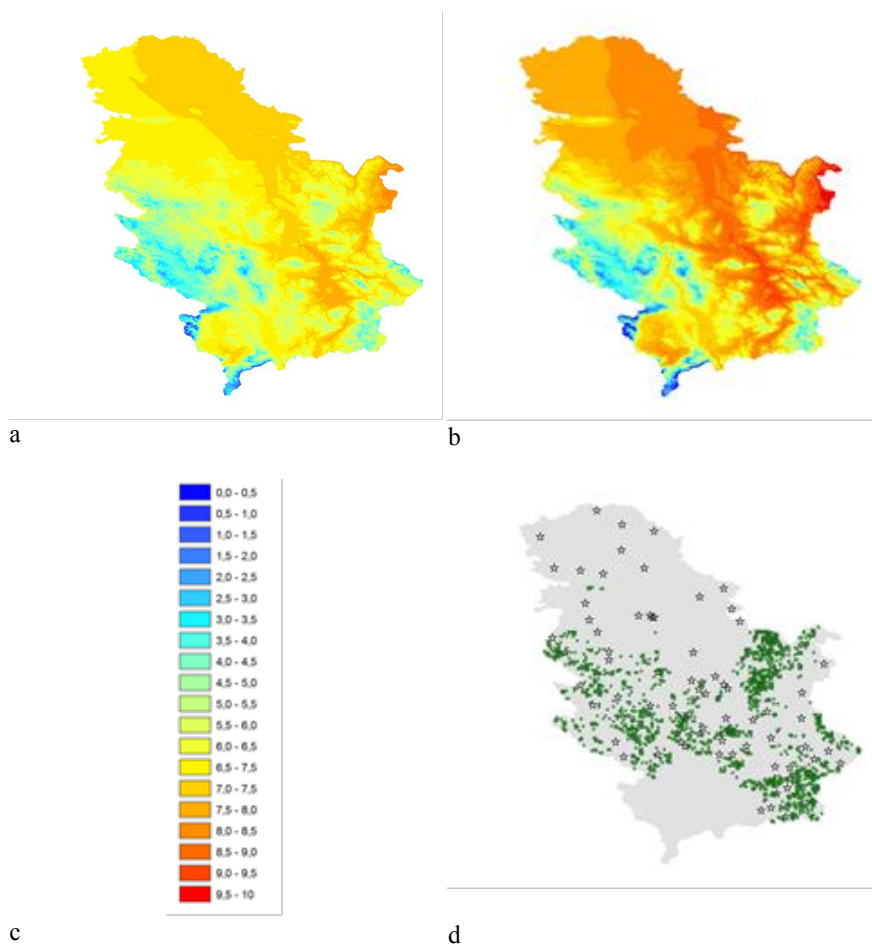 a
b
0,0 - 0,5
0,5 - 1,0
1,0 - 1,5
1,5 - 2,0
2,0 - 2,5
2,5 - 3,0
3,0 - 3,5
3,5 - 4,0
4,0 - 4,5
4,5 - 5,0
5,0 - 5,5
5,5 - 6,0
6,0 - 6,5
6,5 - 7,5
7,0 - 7,5
7,5 - 8,0
8,0 - 8,5
8,5 - 9,0
9,0 - 9,5
9,5 - 10
c
d